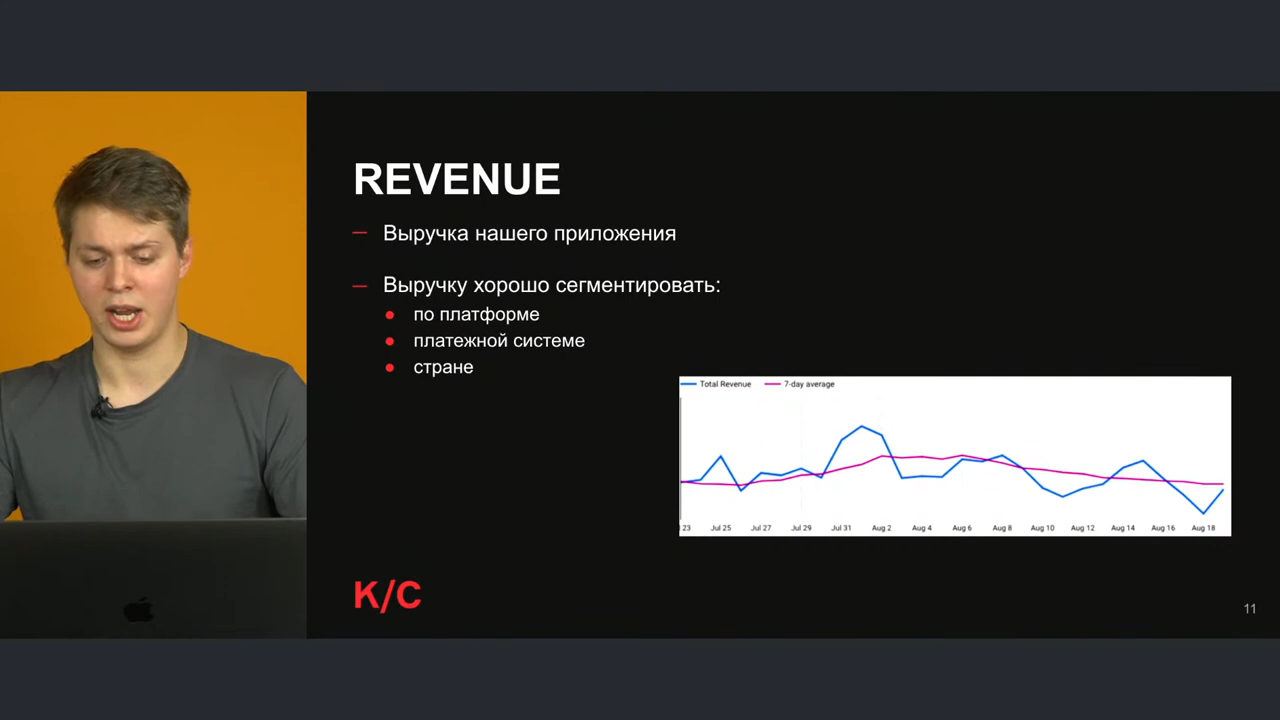 REVENUE
— Выручка нашего приложения
— Выручку хорошо сегментировать:
● по платформе
● платежной системе
● стране
Total Revenue 7-day average
23 Jul 25 Jul 27 Jul 29 Jul 31 Aug 2 Aug 4 Aug 6 Aug 8 Aug 10 Aug 12 Aug 14 Aug 16 Aug 18
K/C
11